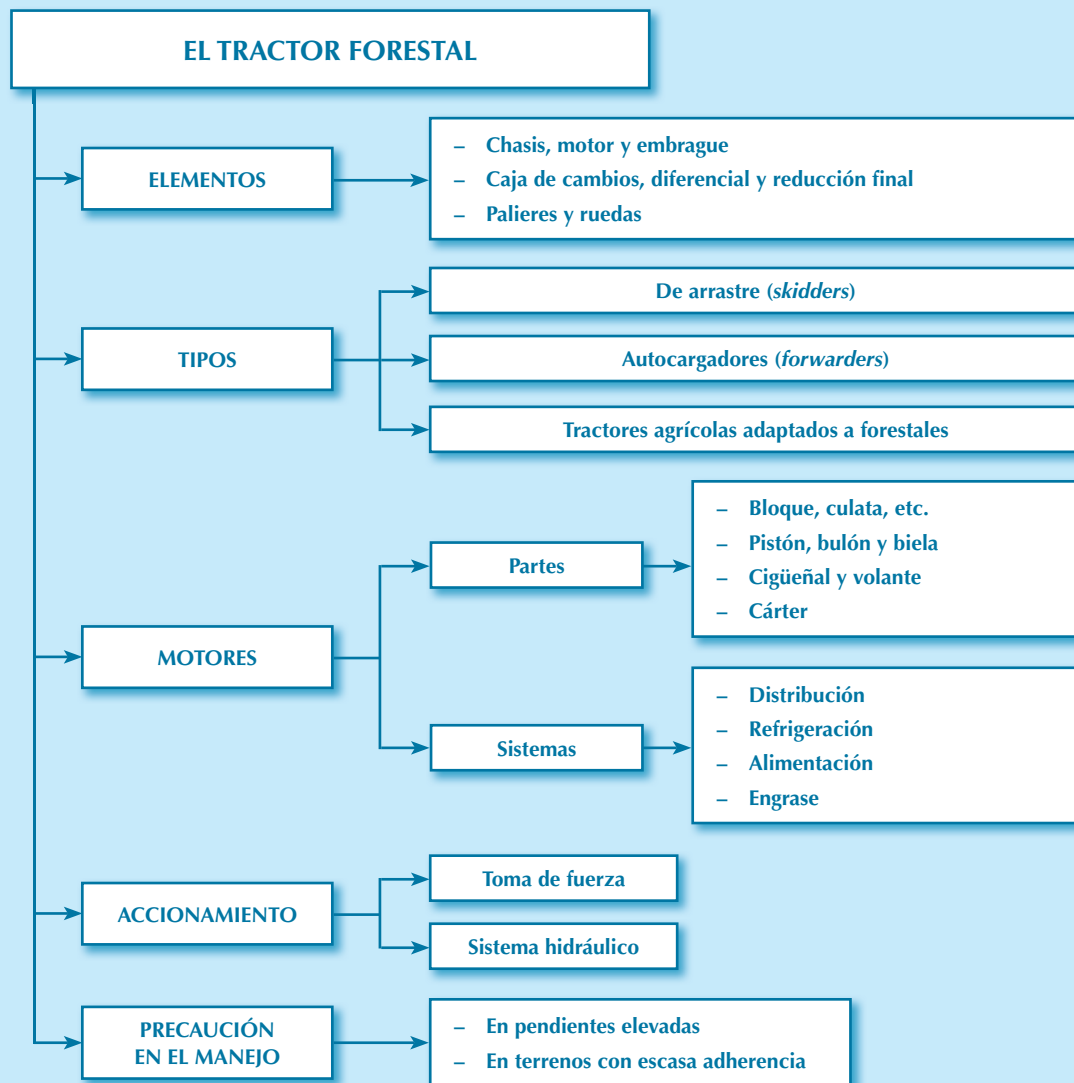 EL TRACTOR FORESTAL
ELEMENTOS
– Chasis, motor y embrague
– Caja de cambios, diferencial y reducción final
– Palieres y ruedas
TIPOS
De arrastre (skidders)
Autocargadores (forwarders)
Tractores agrícolas adaptados a forestales
MOTORES
Partes
– Bloque, culata, etc.
– Pistón, bulón y biela
– Cigüeñal y volante
– Cárter
Sistemas
– Distribución
– Refrigeración
– Alimentación
– Engrase
ACCIONAMIENTO
Toma de fuerza
Sistema hidráulico
PRECAUCIÓN
EN EL MANEJO
– En pendientes elevadas
– En terrenos con escasa adherencia